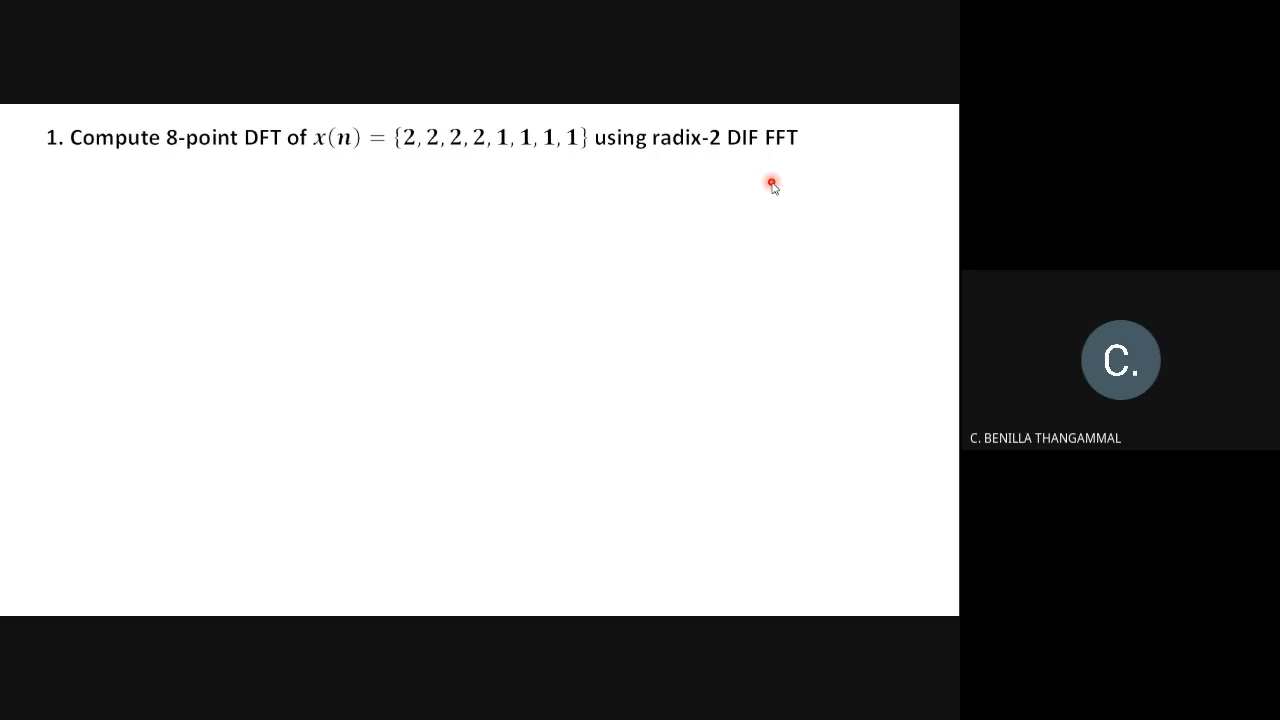 1. Compute 8-point DFT of x(n) = {2, 2, 2, 2, 1, 1, 1, 1} using radix-2 DIF FFT
C.
C. BENILLA THANGAMMAL